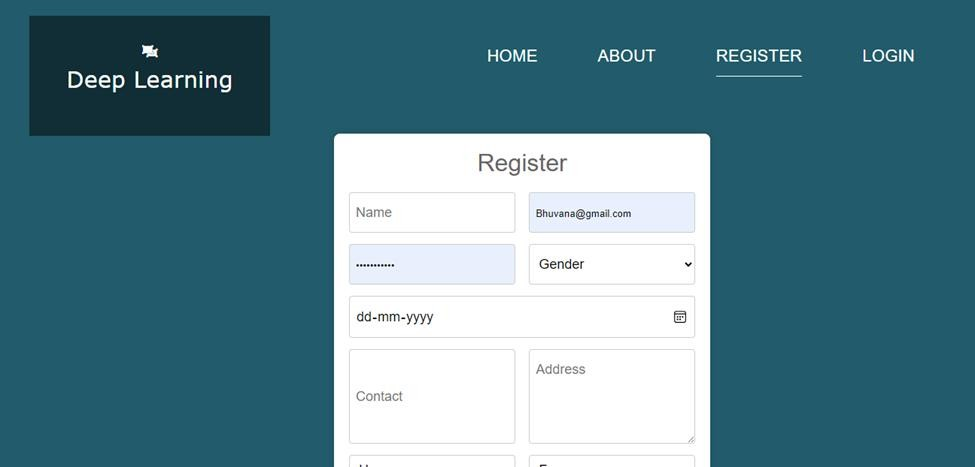 Deep Learning
HOME ABOUT REGISTER LOGIN
Register
Name Bhuvana@gmail.com
••••••••••• Gender
dd-mm-yyyy
Contact Address